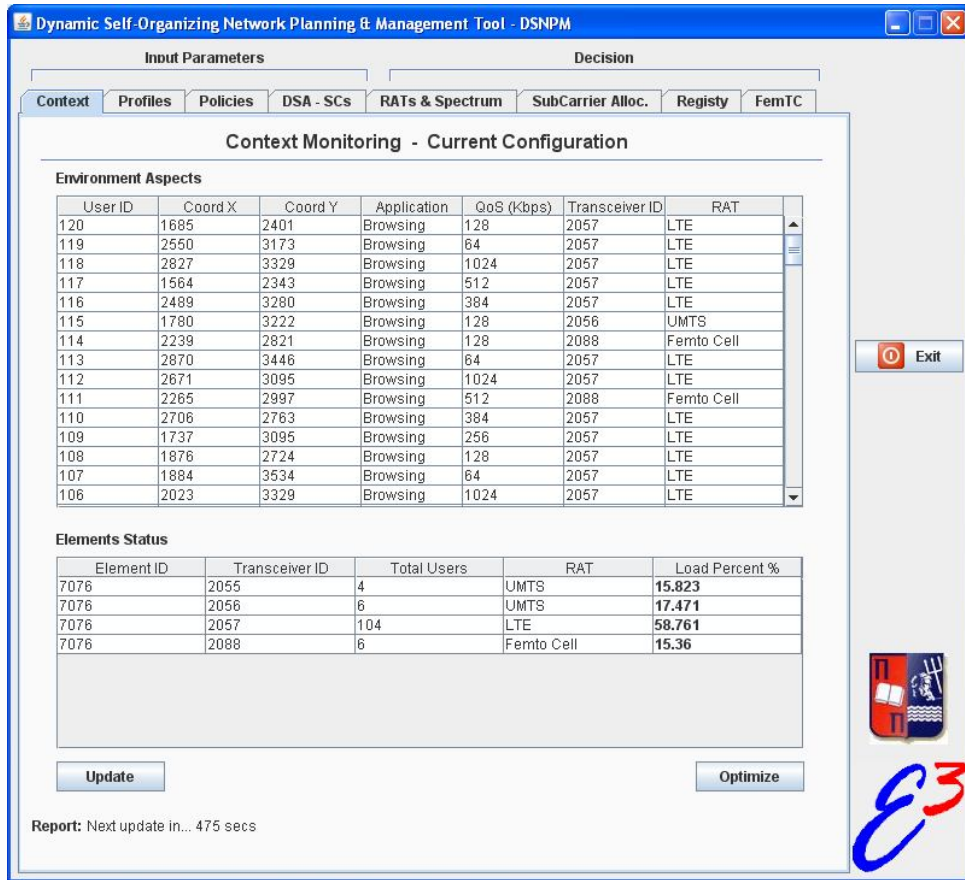 Dynamic Self-Organizing Network Planning & Management Tool - DSNPM
Input Parameters Decision
Context Profiles Policies DSA - SCs RATs & Spectrum SubCarrier Alloc. Registy FemTC
Context Monitoring - Current Configuration
Environment Aspects
User ID Coord X Coord Y Application QoS (Kbps) Transceiver ID RAT
120 1685 2401 Browsing 128 2057 LTE
119 2550 3173 Browsing 64 2057 LTE
118 2827 3329 Browsing 1024 2057 LTE
117 1564 2343 Browsing 512 2057 LTE
116 2489 3280 Browsing 384 2057 LTE
115 1780 3222 Browsing 128 2056 UMTS
114 2239 2821 Browsing 128 2088 Femto Cell
113 2870 3446 Browsing 64 2057 LTE
112 2671 3095 Browsing 1024 2057 LTE
111 2265 2997 Browsing 512 2088 Femto Cell
110 2706 2763 Browsing 384 2057 LTE
109 1737 3095 Browsing 256 2057 LTE
108 1876 2724 Browsing 128 2057 LTE
107 1884 3534 Browsing 64 2057 LTE
106 2023 3329 Browsing 1024 2057 LTE
Exit
Elements Status
Element ID Transceiver ID Total Users RAT Load Percent %
7076 2055 4 UMTS 15.823
7076 2056 6 UMTS 17.471
7076 2057 104 LTE 58.761
7076 2088 6 Femto Cell 15.36
Π
Π
Update Optimize
E3
Report: Next update in... 475 secs